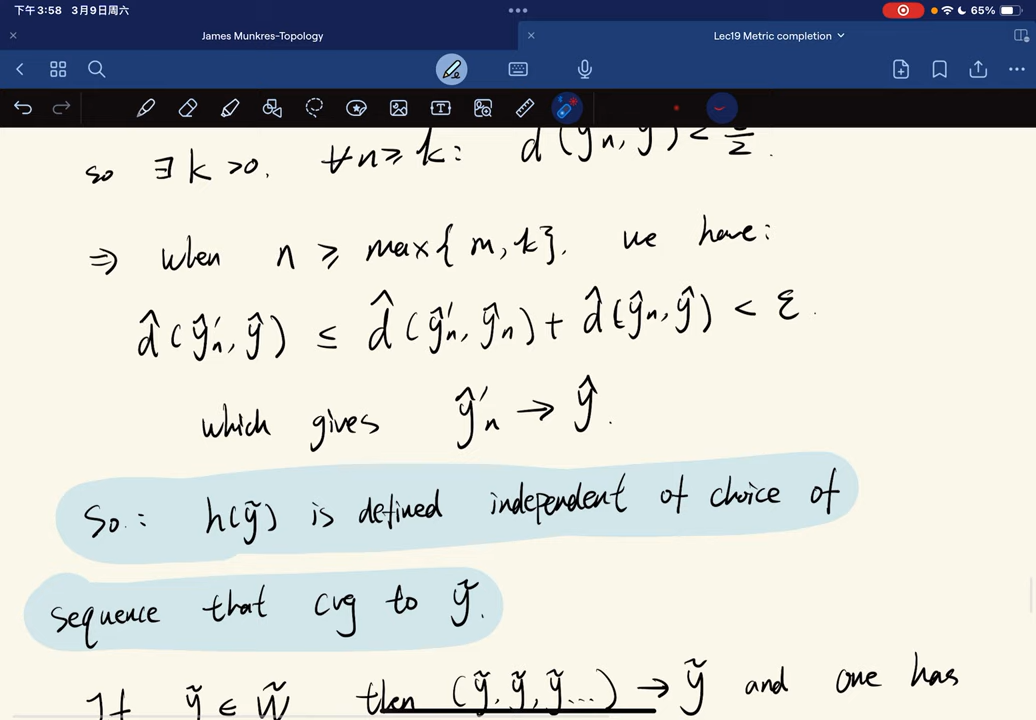 下午3:58 3月9日周六
65%
James Munkres-Topology
Lec19 Metric completion
so ∃ k >0, ∀n ≥ k: d(ŷn, ŷ) < ε/2.
⇒ when n ≥ max{ m, k}, we have:
d̂(ŷ'n, ŷ) ≤ d̂(ŷ'n, ŷn) + d̂(ŷn, ŷ) < ε.
which gives ŷ'n → ŷ.
So: h(ỹ) is defined independent of choice of
sequence that cvg to ỹ.
If ỹ ∈ W̃ then (ỹ, ỹ, ỹ...) → ỹ and one has